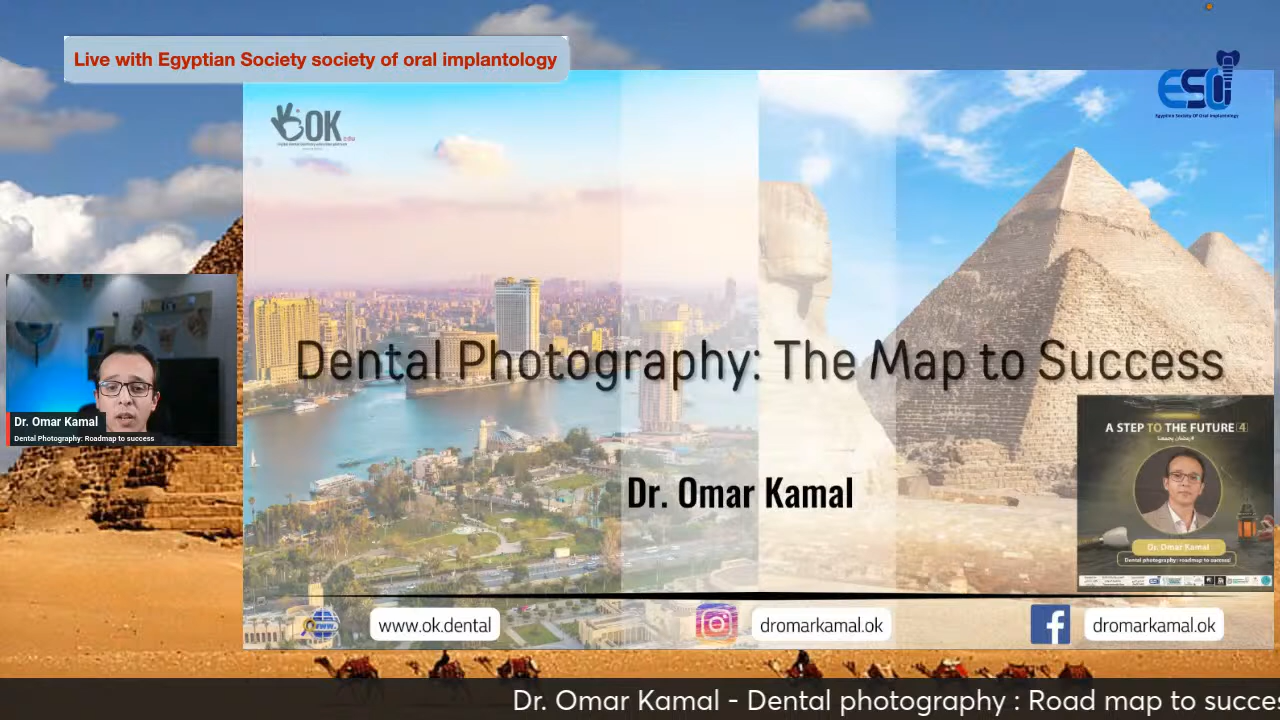 Live with Egyptian Society society of oral implantology
ESOI
Egyptian Society Of Oral Implantology
OK
Dental Photography: The Map to Success
Dr. Omar Kamal
Dr. Omar Kamal
Dental Photography: Roadmap to success
A STEP TO THE FUTURE 4
Dr. Omar Kamal
Dental photography: roadmap to success
www.ok.dental
dromarkamal.ok
dromarkamal.ok
Dr. Omar Kamal - Dental photography : Road map to succes